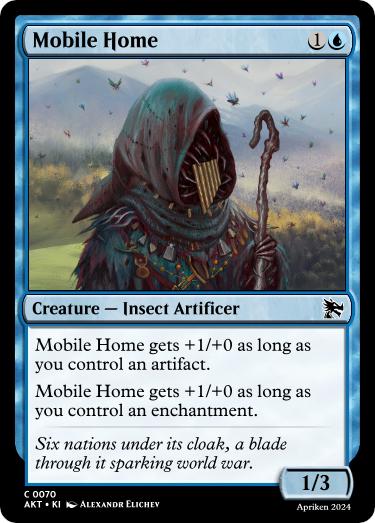 Mobile Home 1
Creature — Insect Artificer
Mobile Home gets +1/+0 as long as
you control an artifact.
Mobile Home gets +1/+0 as long as
you control an enchantment.
Six nations under its cloak, a blade
through it sparking world war.
1/3
C 0070
AKT • KI Alexandr Elichev
Apriken 2024